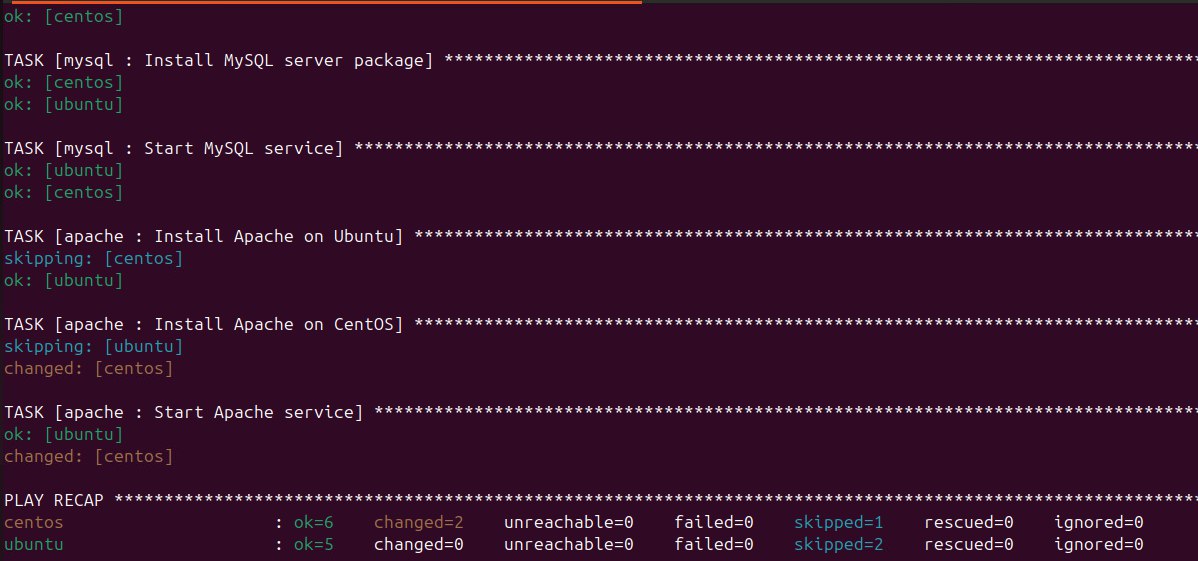 ok: [centos]
TASK [mysql : Install MySQL server package] ****************************************************************************
ok: [centos]
ok: [ubuntu]
TASK [mysql : Start MySQL service] *************************************************************************************
ok: [ubuntu]
ok: [centos]
TASK [apache : Install Apache on Ubuntu] *******************************************************************************
skipping: [centos]
ok: [ubuntu]
TASK [apache : Install Apache on CentOS] *******************************************************************************
skipping: [ubuntu]
changed: [centos]
TASK [apache : Start Apache service] ***********************************************************************************
ok: [ubuntu]
changed: [centos]
PLAY RECAP *************************************************************************************************************
centos                     : ok=6    changed=2    unreachable=0    failed=0    skipped=1    rescued=0    ignored=0
ubuntu                     : ok=5    changed=0    unreachable=0    failed=0    skipped=2    rescued=0    ignored=0